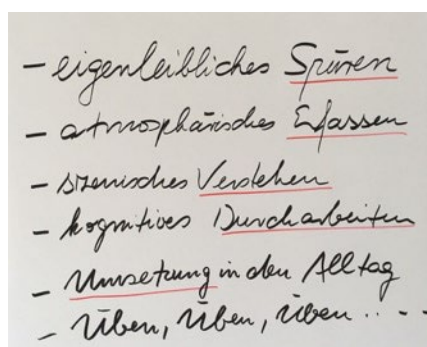 - eigenleibliches Spüren
- atmosphärisches Erfassen
- szenisches Verstehen
- kognitives Durcharbeiten
- Umsetzung in den Alltag
- Üben, Üben, üben.. - -